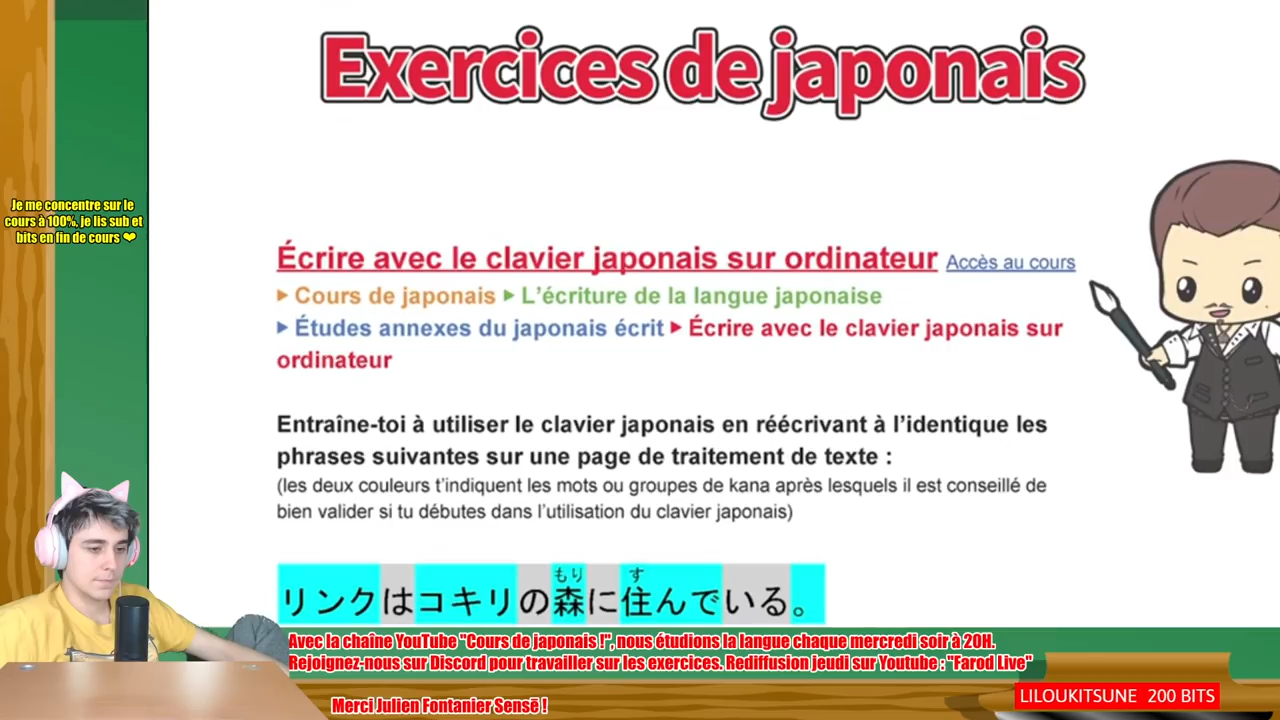 Exercices de japonais
Je me concentre sur le
cours à 100%, je lis sub et
bits en fin de cours ❤
Écrire avec le clavier japonais sur ordinateur Accès au cours
▶ Cours de japonais ▶ L'écriture de la langue japonaise
▶ Études annexes du japonais écrit ▶ Écrire avec le clavier japonais sur
ordinateur
Entraîne-toi à utiliser le clavier japonais en réécrivant à l'identique les
phrases suivantes sur une page de traitement de texte :
(les deux couleurs t'indiquent les mots ou groupes de kana après lesquels il est conseillé de
bien valider si tu débutes dans l'utilisation du clavier japonais)
もり す
リンクはコキリの森に住んでいる。
Avec la chaîne YouTube "Cours de japonais !", nous étudions la langue chaque mercredi soir à 20H.
Rejoignez-nous sur Discord pour travailler sur les exercices. Rediffusion jeudi sur Youtube : "Farod Live"
Merci Julien Fontanier Sensē !
LILOUKITSUNE 200 BITS